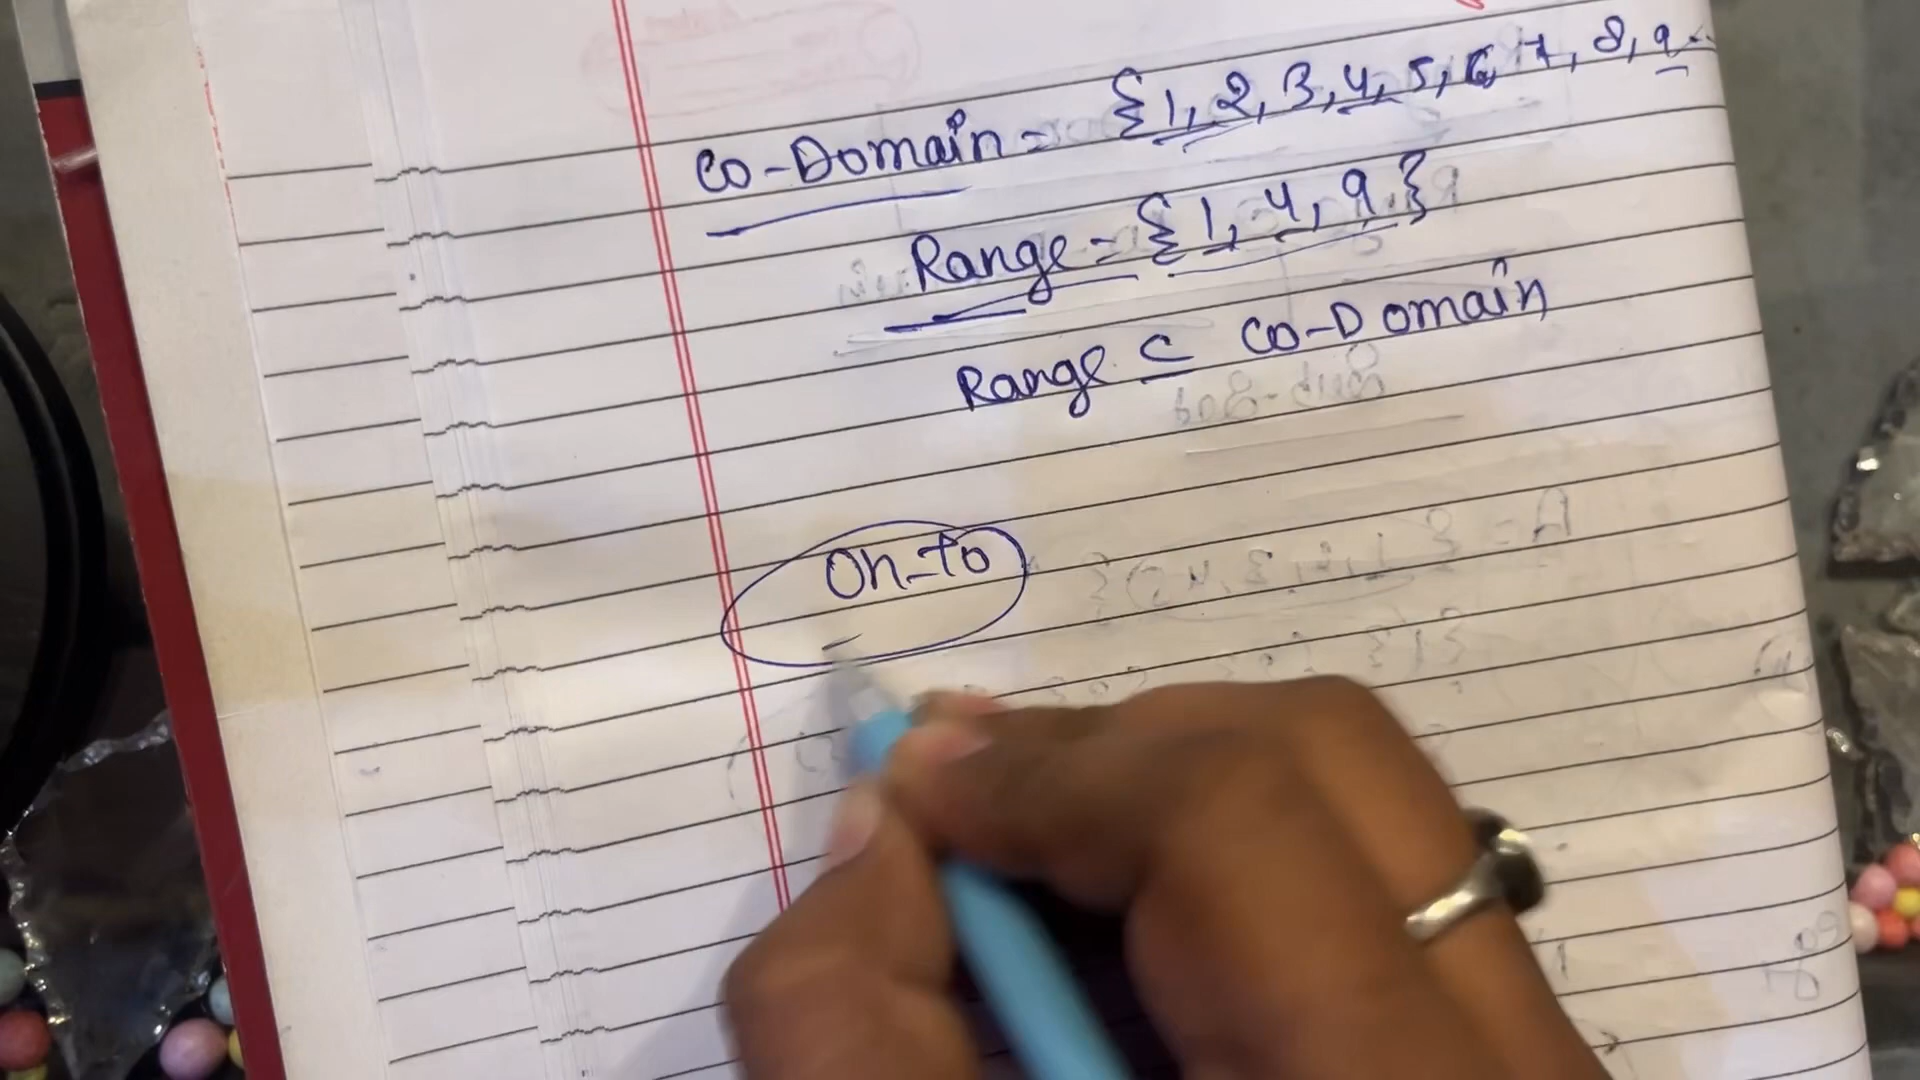 Co-Domain = {1, 2, 3, 4, 5, 6, 7, 8, 9..
Range = {1, 4, 9}
Range ⊆ Co-Domain
On-to